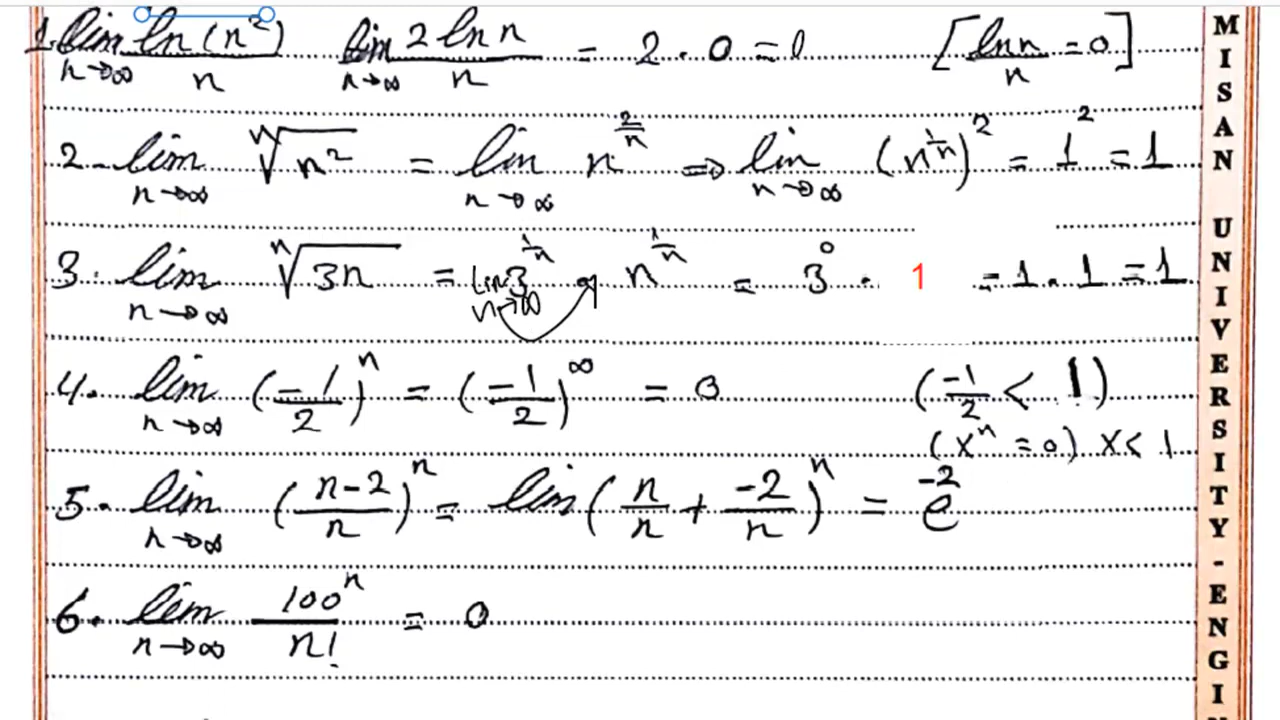 1. lim n→∞ ln(n²)/n lim n→∞ 2 ln n/n = 2 · 0 = 0 [ln n/n = 0]
2- lim n→∞ ⁿ√n² = lim n→∞ n^(2/n) ⇒ lim n→∞ (n^(1/n))² = 1² = 1
3. lim n→∞ ⁿ√3n = lim n→∞ 3^(1/n) · n^(1/n) = 3⁰ · 1 = 1 · 1 = 1
4. lim n→∞ (-1/2)ⁿ = (-1/2)^∞ = 0 (-1/2 < 1)
(xⁿ = 0) x < 1
5. lim n→∞ ((n-2)/n)ⁿ = lim (n/n + -2/n)ⁿ = e⁻²
6. lim n→∞ 100ⁿ/n! = 0
MISAN UNIVERSITY - ENGI